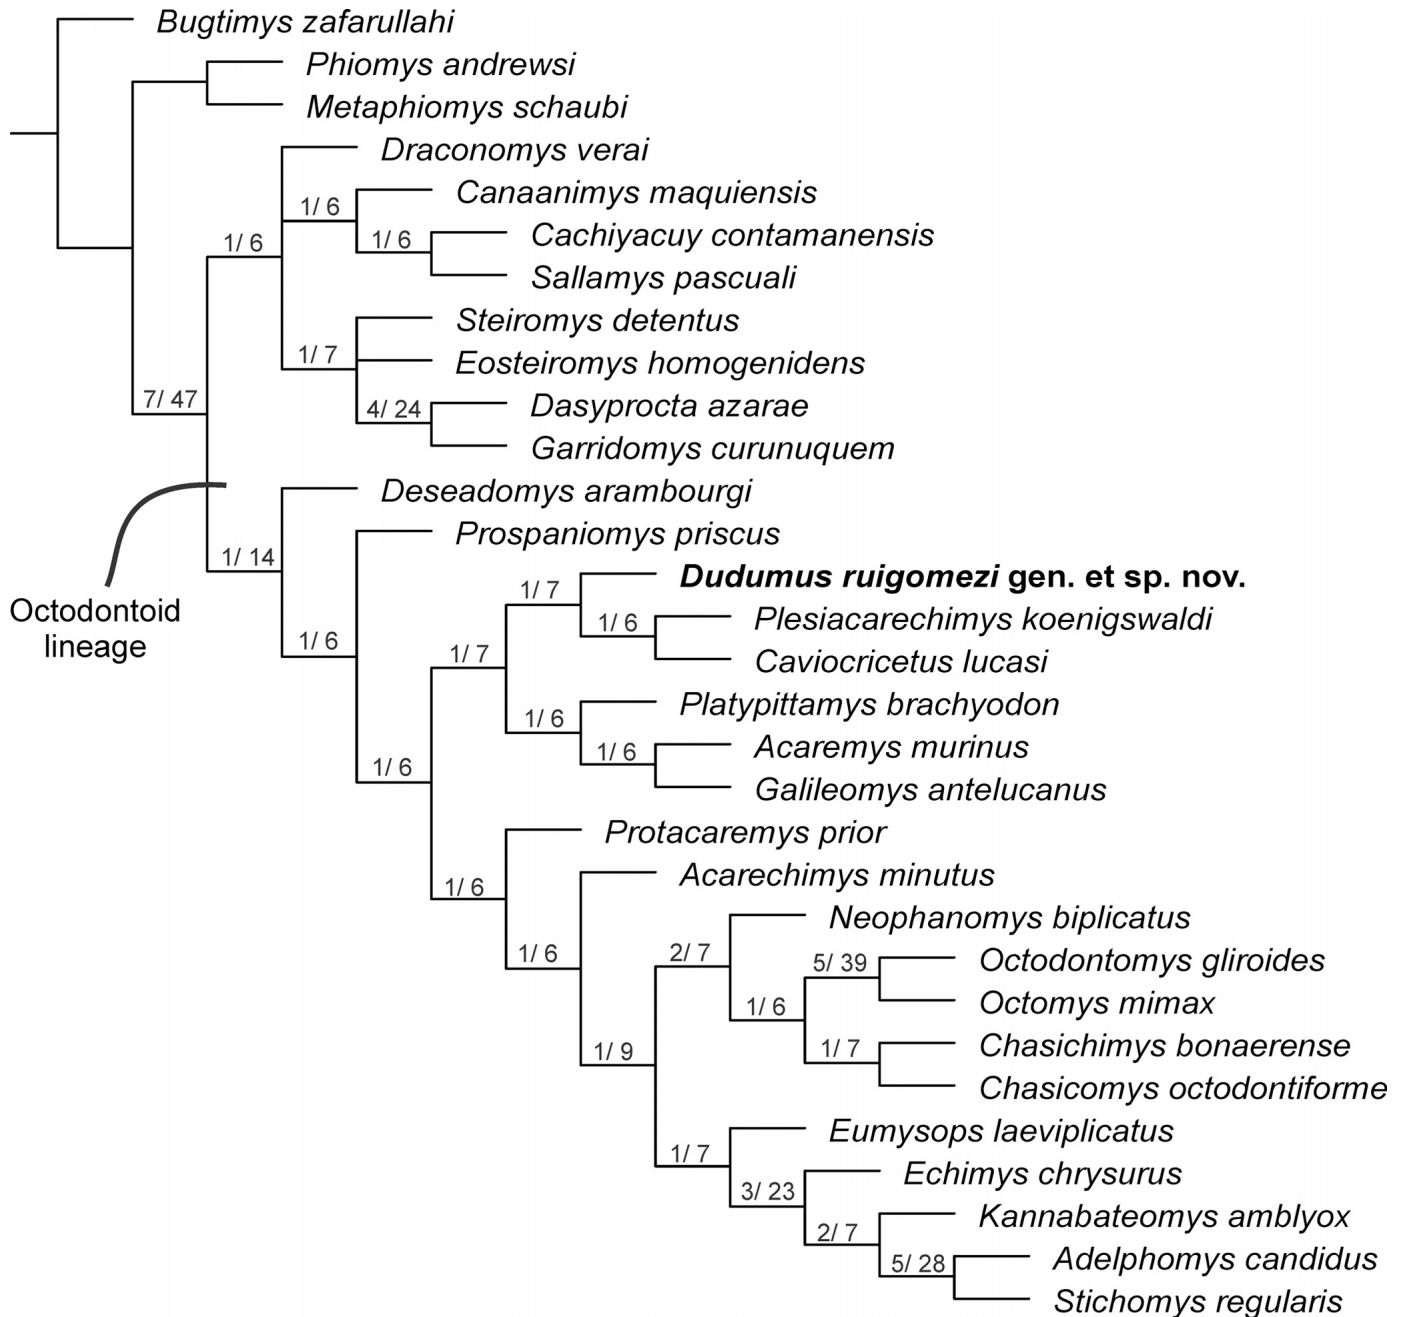 Bugtimys zafarullahi
Phiomys andrewsi
Metaphiomys schaubi
Draconomys verai
Canaanimys maquiensis
1/ 6
Cachiyacuy contamanensis
1/ 6
1/ 6
Sallamys pascuali
Steiromys detentus
1/ 7
Eosteiromys homogenidens
Dasyprocta azarae
7/ 47
4/ 24
Garridomys curunuquem
Deseadomys arambourgi
Prospaniomys priscus
1/ 14
Dudumus ruigomezi gen. et sp. nov.
1/ 7
Octodontoid
lineage
Plesiacarechimys koenigswaldi
1/ 6
1/ 6
1/ 7
Caviocricetus lucasi
Platypittamys brachyodon
1/ 6
Acaremys murinus
1/ 6
1/ 6
Galileomys antelucanus
Protacaremys prior
Acarechimys minutus
1/ 6
Neophanomys biplicatus
1/ 6
2/ 7
5/ 39
Octodontomys gliroides
Octomys mimax
1/ 6
Chasichimys bonaerense
1/ 9
1/ 7
Chasicomys octodontiforme
Eumysops laeviplicatus
1/ 7
Echimys chrysurus
3/ 23
Kannabateomys amblyox
2/ 7
Adelphomys candidus
5/ 28
Stichomys regularis